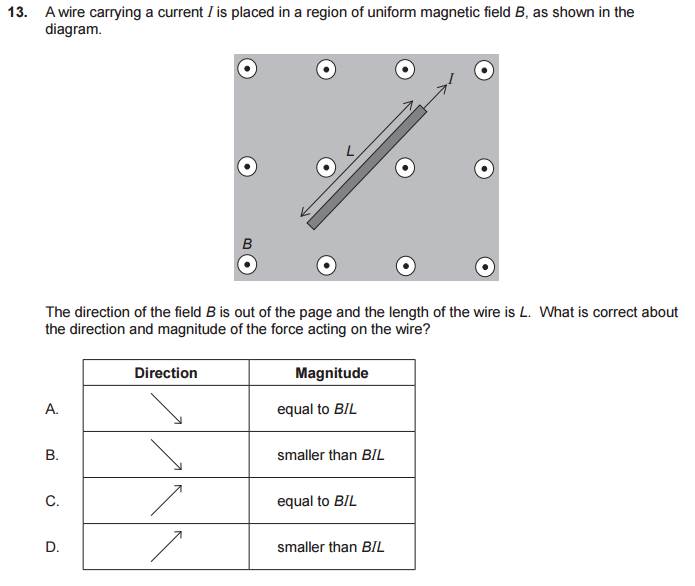 13. A wire carrying a current I is placed in a region of uniform magnetic field B, as shown in the
diagram.
I
L
B
The direction of the field B is out of the page and the length of the wire is L. What is correct about
the direction and magnitude of the force acting on the wire?
Direction Magnitude
A. equal to BIL
B. smaller than BIL
C. equal to BIL
D. smaller than BIL